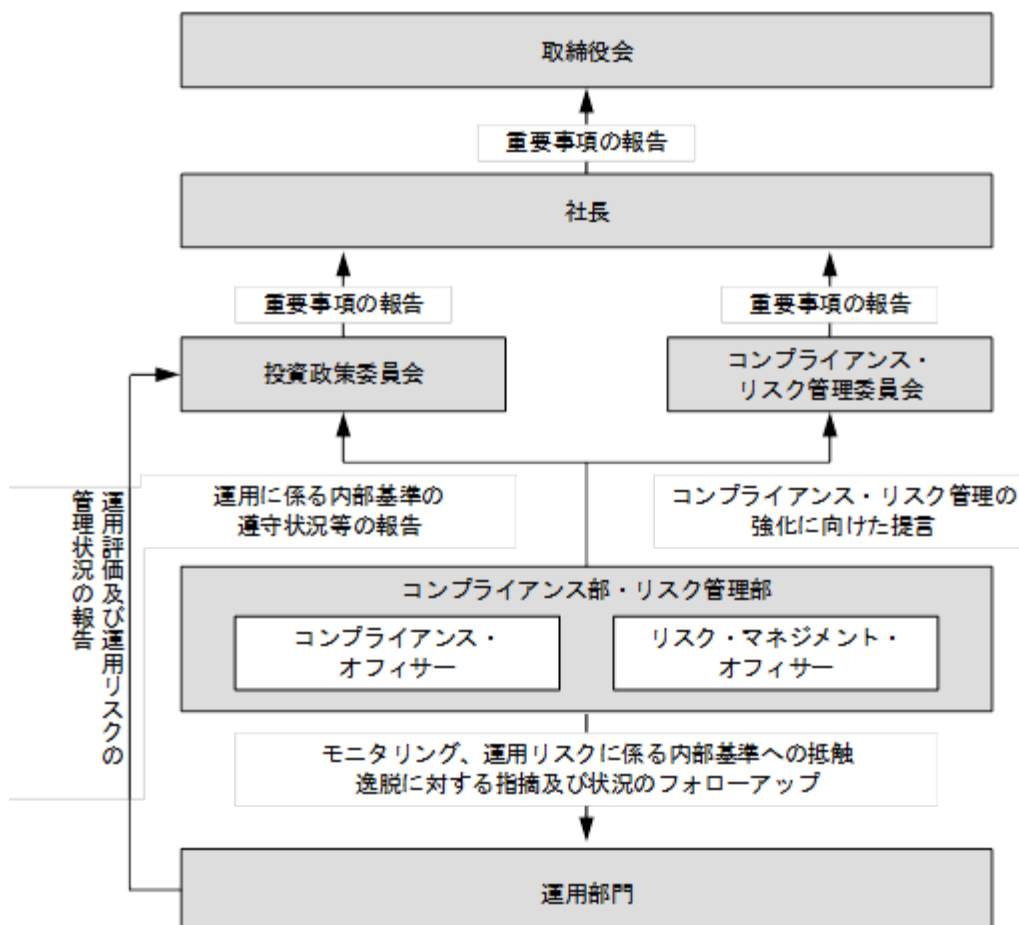 取締役会
重要事項の報告
社長
重要事項の報告
重要事項の報告
投資政策委員会
コンプライアンス・
リスク管理委員会
運用に係る内部基準の
遵守状況等の報告
コンプライアンス・リスク管理の
強化に向けた提言
運用評価及び運用リスクの
管理状況の報告
コンプライアンス部・リスク管理部
コンプライアンス・
オフィサー
リスク・マネジメント・
オフィサー
モニタリング、運用リスクに係る内部基準への抵触
逸脱に対する指摘及び状況のフォローアップ
運用部門